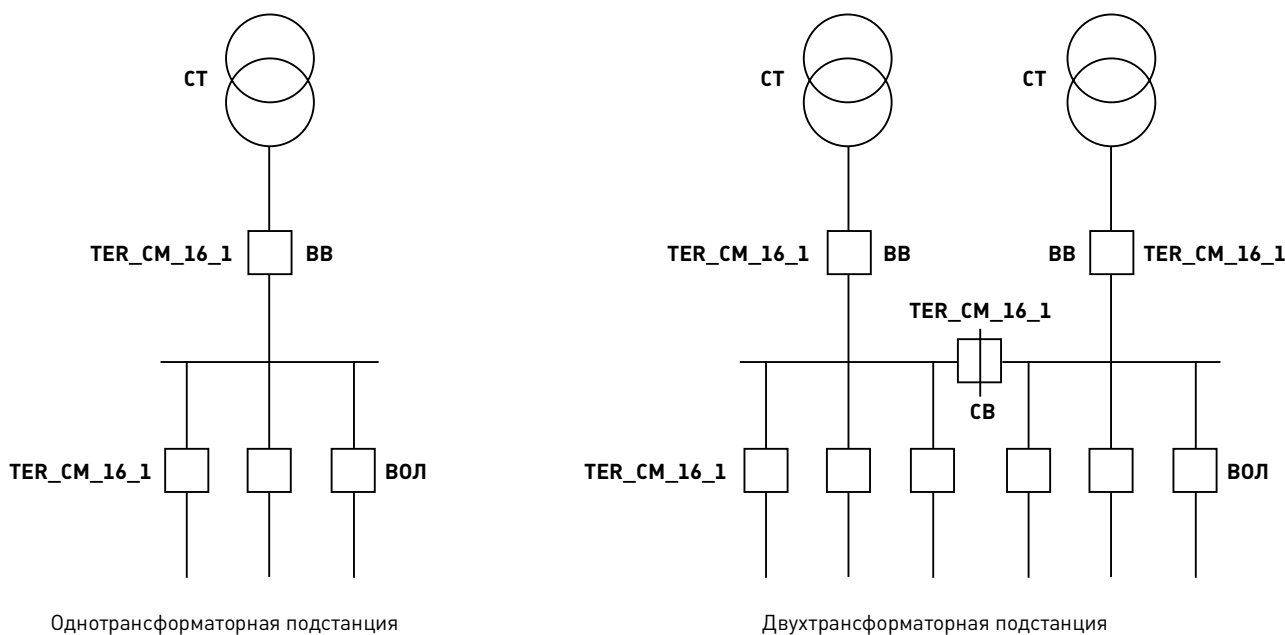 СТ
СТ
СТ
TER_CM_16_1
ВВ
TER_CM_16_1
ВВ
ВВ
TER_CM_16_1
TER_CM_16_1
СВ
TER_CM_16_1
ВОЛ
TER_CM_16_1
ВОЛ
Однотрансформаторная подстанция
Двухтрансформаторная подстанция